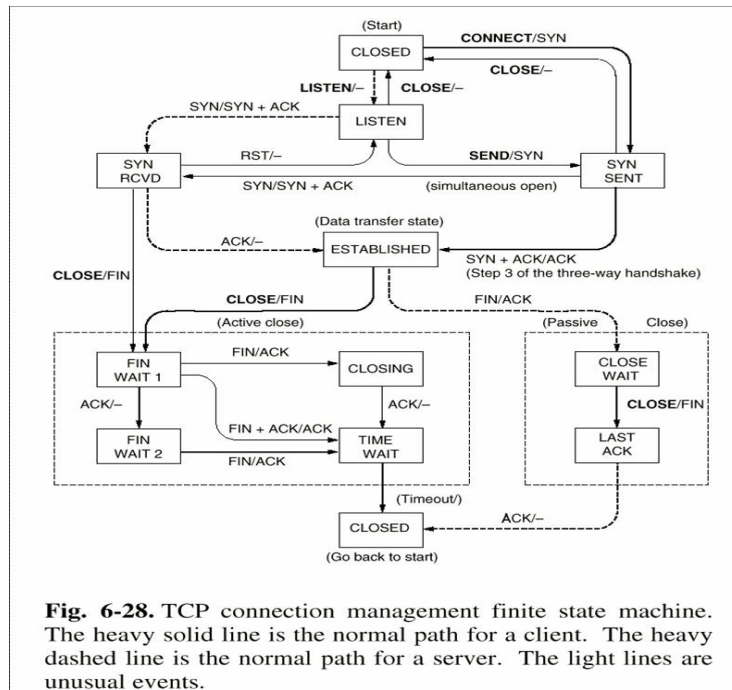 (Start)
CLOSED
CONNECT/SYN
CLOSE/–
LISTEN/–
CLOSE/–
SYN/SYN + ACK
LISTEN
SYN
RCVD
RST/–
SEND/SYN
SYN
SENT
SYN/SYN + ACK
(simultaneous open)
(Data transfer state)
ACK/–
ESTABLISHED
SYN + ACK/ACK
(Step 3 of the three-way handshake)
CLOSE/FIN
CLOSE/FIN
FIN/ACK
(Active close)
(Passive Close)
FIN
WAIT 1
FIN/ACK
CLOSING
CLOSE
WAIT
ACK/–
ACK/–
CLOSE/FIN
FIN + ACK/ACK
FIN
WAIT 2
FIN/ACK
TIME
WAIT
LAST
ACK
(Timeout/)
CLOSED
ACK/–
(Go back to start)
Fig. 6-28. TCP connection management finite state machine.
The heavy solid line is the normal path for a client. The heavy
dashed line is the normal path for a server. The light lines are
unusual events.